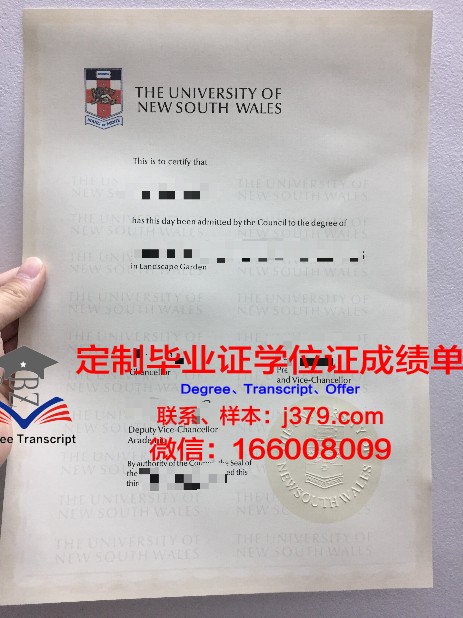 THE UNIVERSITY OF
NEW SOUTH WALES
This is to certify that
has this day been admitted by the Council to the degree of
in Landscape Garden
定制毕业证学位证成绩单
Chancellor
and Vice-Chancellor
Degree、Transcript、Offer
联系、样本：j379.com
ee Transcript
Deputy Vice-Chancellor
微信：166008009
By authority of the Council the Seal of
the
this
NEW SOUTH WALES